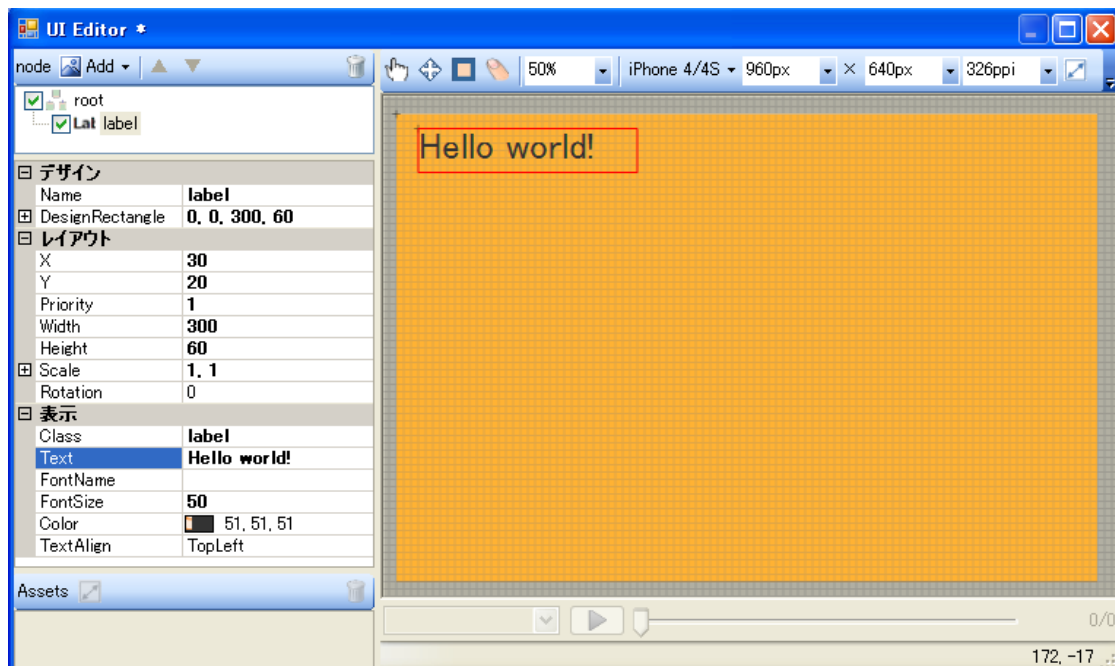 UI Editor *
node Add
50% iPhone 4/4S 960px × 640px 326ppi
root
Lab label
Hello world!
デザイン
Name label
DesignRectangle 0, 0, 300, 60
レイアウト
X 30
Y 20
Priority 1
Width 300
Height 60
Scale 1, 1
Rotation 0
表示
Class label
Text Hello world!
FontName
FontSize 50
Color 51, 51, 51
TextAlign TopLeft
Assets
0/0
172, -17